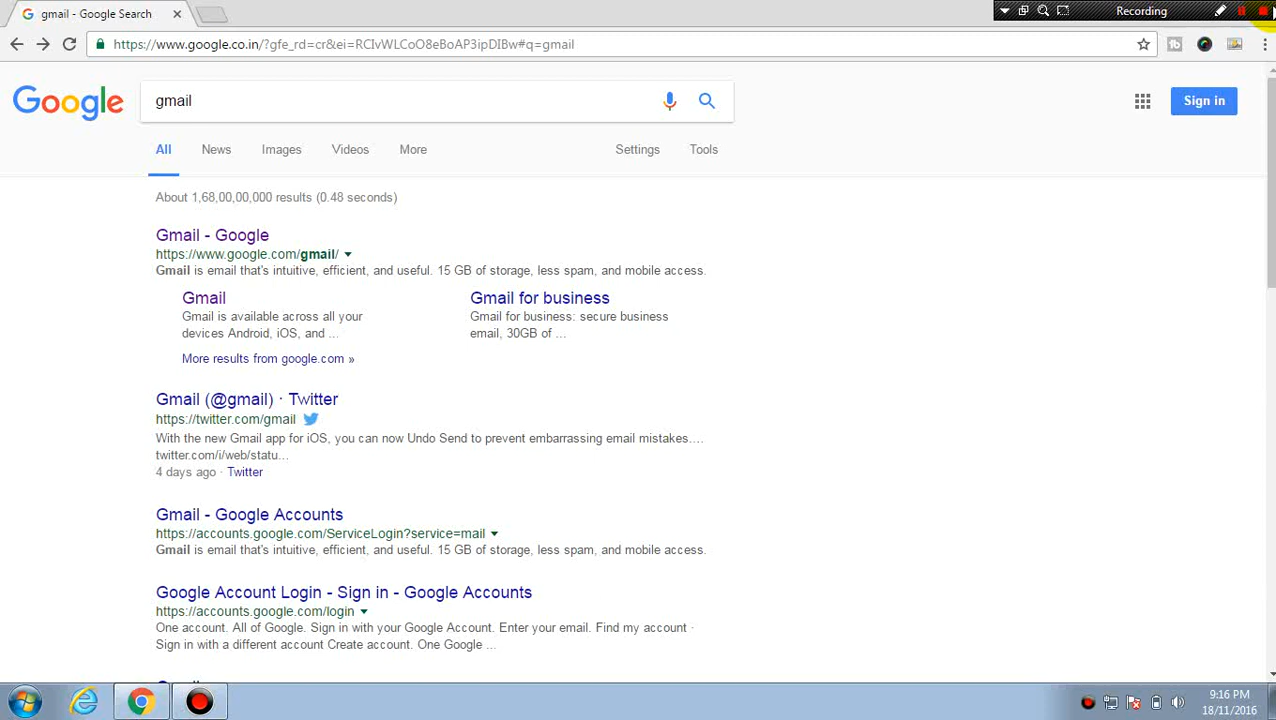 gmail - Google Search
Recording
https://www.google.co.in/?gfe_rd=cr&ei=RCIvWLCoO8eBoAP3ipDIBw#q=gmail
Google
gmail
Sign in
All News Images Videos More Settings Tools
About 1,68,00,00,000 results (0.48 seconds)
Gmail - Google
https://www.google.com/gmail/
Gmail is email that's intuitive, efficient, and useful. 15 GB of storage, less spam, and mobile access.
Gmail
Gmail is available across all your
devices Android, iOS, and ...
Gmail for business
Gmail for business: secure business
email, 30GB of ...
More results from google.com »
Gmail (@gmail) · Twitter
https://twitter.com/gmail
With the new Gmail app for iOS, you can now Undo Send to prevent embarrassing email mistakes....
twitter.com/i/web/statu...
4 days ago · Twitter
Gmail - Google Accounts
https://accounts.google.com/ServiceLogin?service=mail
Gmail is email that's intuitive, efficient, and useful. 15 GB of storage, less spam, and mobile access.
Google Account Login - Sign in - Google Accounts
https://accounts.google.com/login
One account. All of Google. Sign in with your Google Account. Enter your email. Find my account ·
Sign in with a different account Create account. One Google ...
9:16 PM
18/11/2016